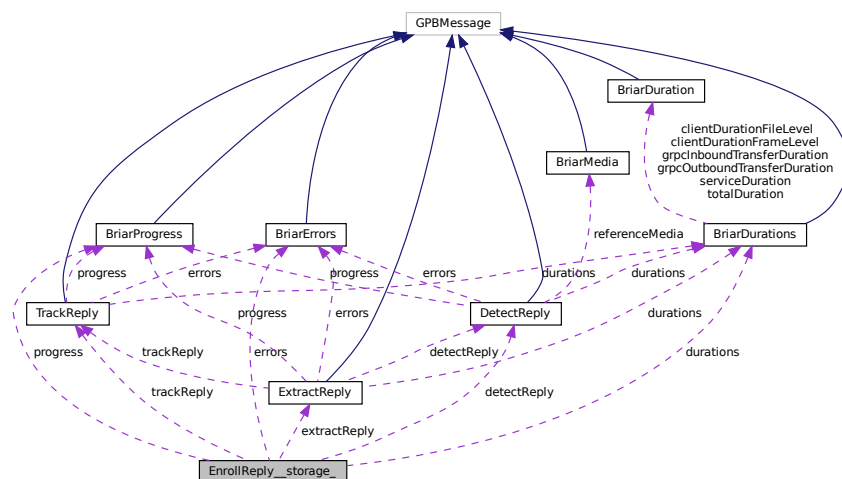 GPBMessage
BriarDuration
clientDurationFileLevel
clientDurationFrameLevel
grpcInboundTransferDuration
grpcOutboundTransferDuration
serviceDuration
totalDuration
BriarMedia
BriarProgress
BriarErrors
referenceMedia
BriarDurations
progress
errors
progress
errors
durations
durations
TrackReply
progress
errors
DetectReply
durations
progress
trackReply
errors
detectReply
durations
trackReply
ExtractReply
detectReply
extractReply
EnrollReply__storage_